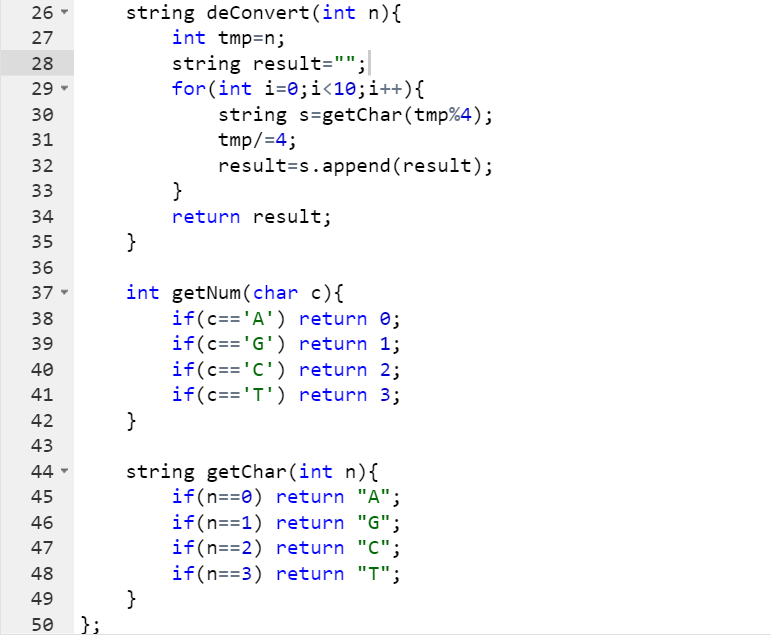 26     string deConvert(int n){
27         int tmp=n;
28         string result="";
29         for(int i=0;i<10;i++){
30             string s=getChar(tmp%4);
31             tmp/=4;
32             result=s.append(result);
33         }
34         return result;
35     }
36
37     int getNum(char c){
38         if(c=='A') return 0;
39         if(c=='G') return 1;
40         if(c=='C') return 2;
41         if(c=='T') return 3;
42     }
43
44     string getChar(int n){
45         if(n==0) return "A";
46         if(n==1) return "G";
47         if(n==2) return "C";
48         if(n==3) return "T";
49     }
50 };